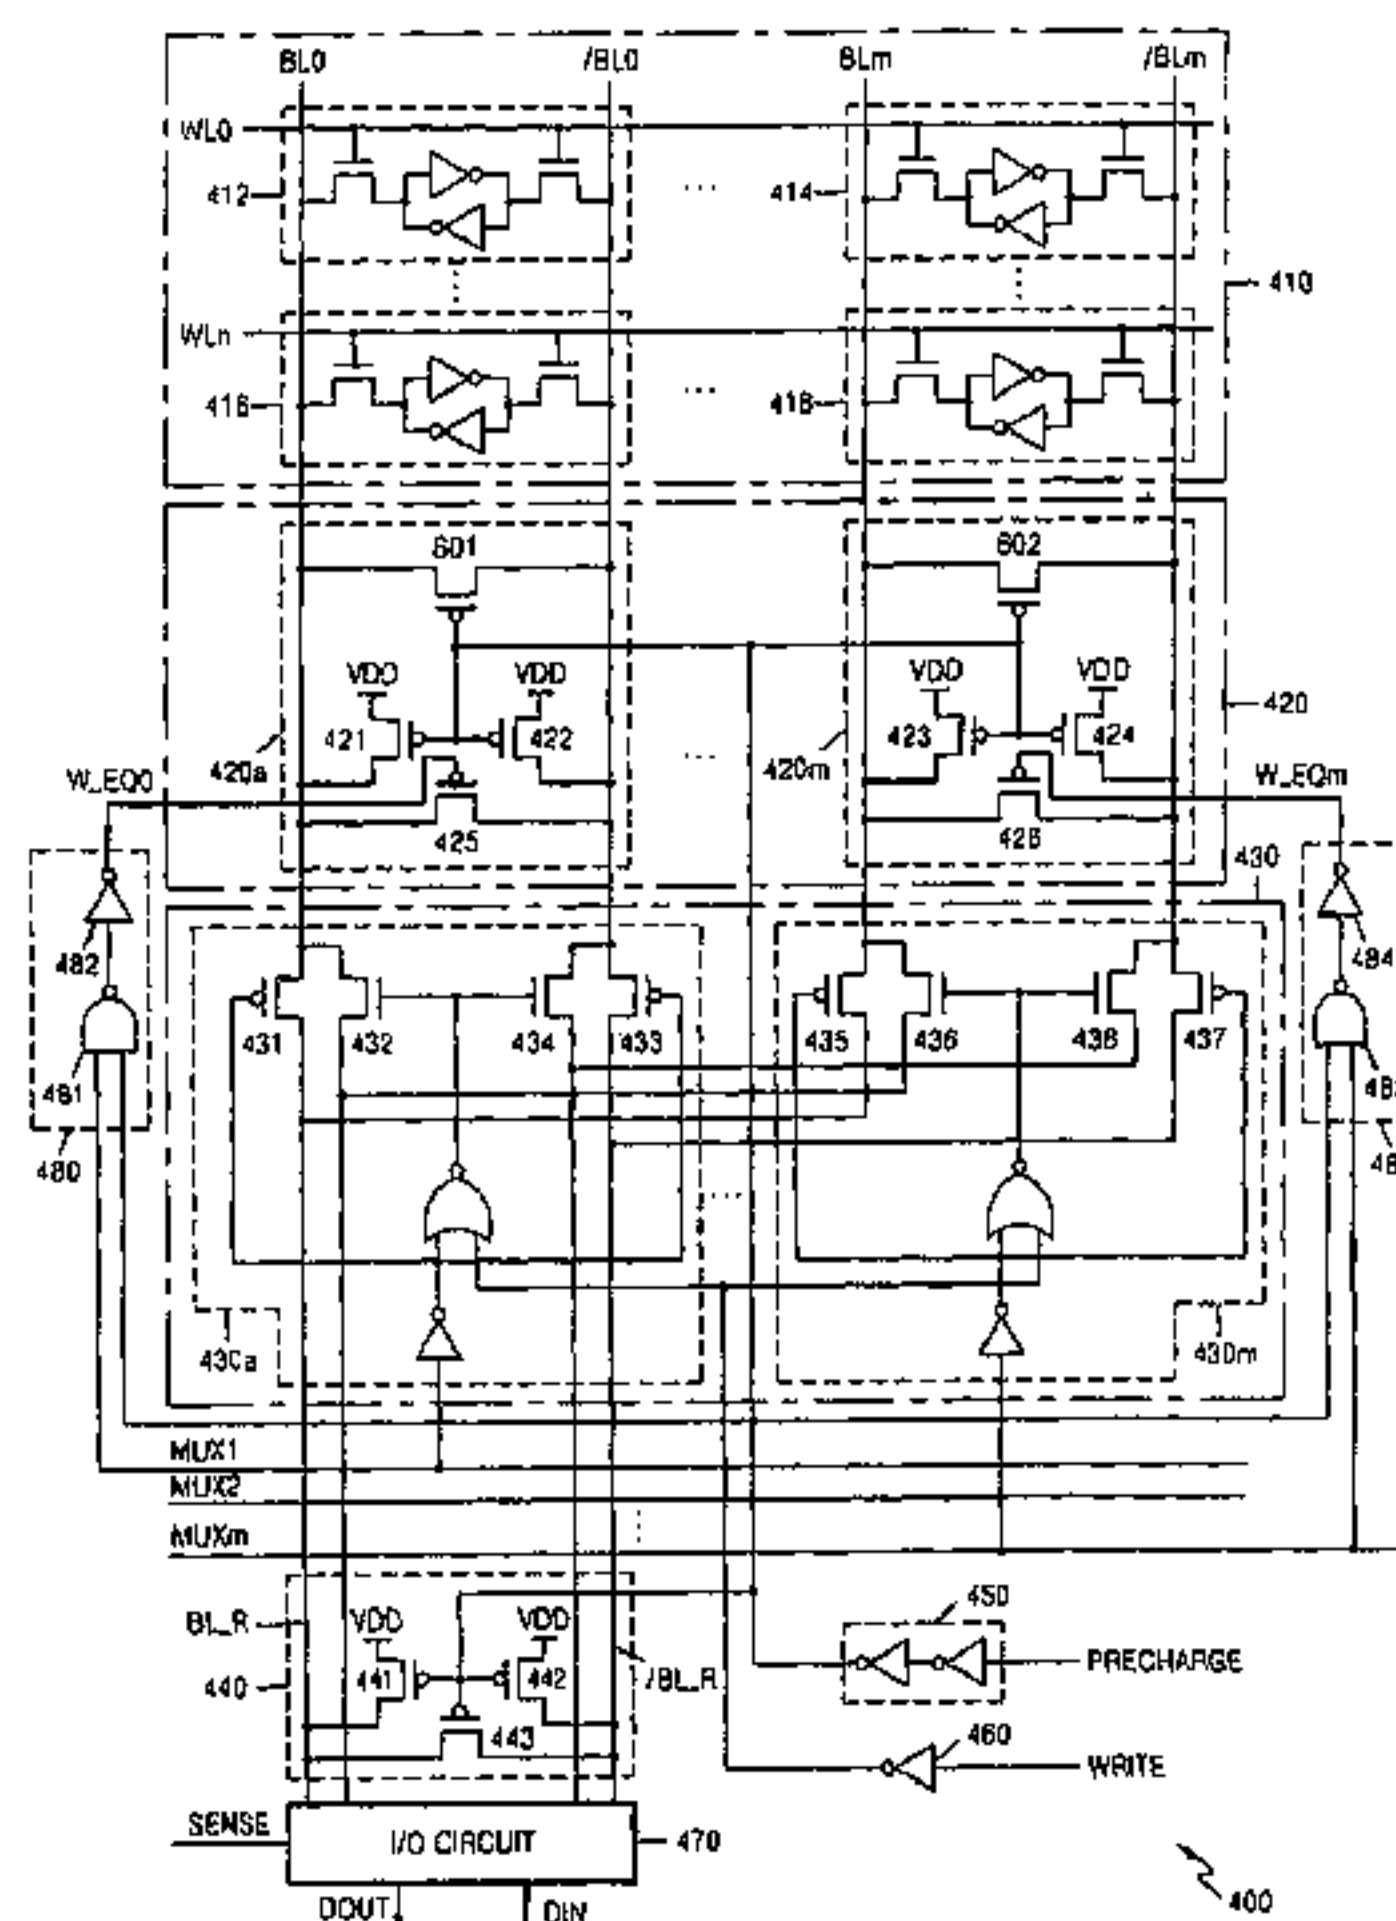 BL0 /BL0 BLm /BLm
WL0
412 ... 414
410
WLn
416 ... 418
601 602
VDD VDD VDD VDD
421 422 423 424 420
420a ... 420m
W_EQ0 W_EQm
425 426
430
482 484
431 432 434 433 435 436 438 437
481
480
430a 430m
MUX1
MUX2
MUXm
450
BL_R VDD VDD PRECHARGE
440 441 442 /BL_R
443 460
WRITE
SENSE
I/O CIRCUIT 470
DOUT DIN
400